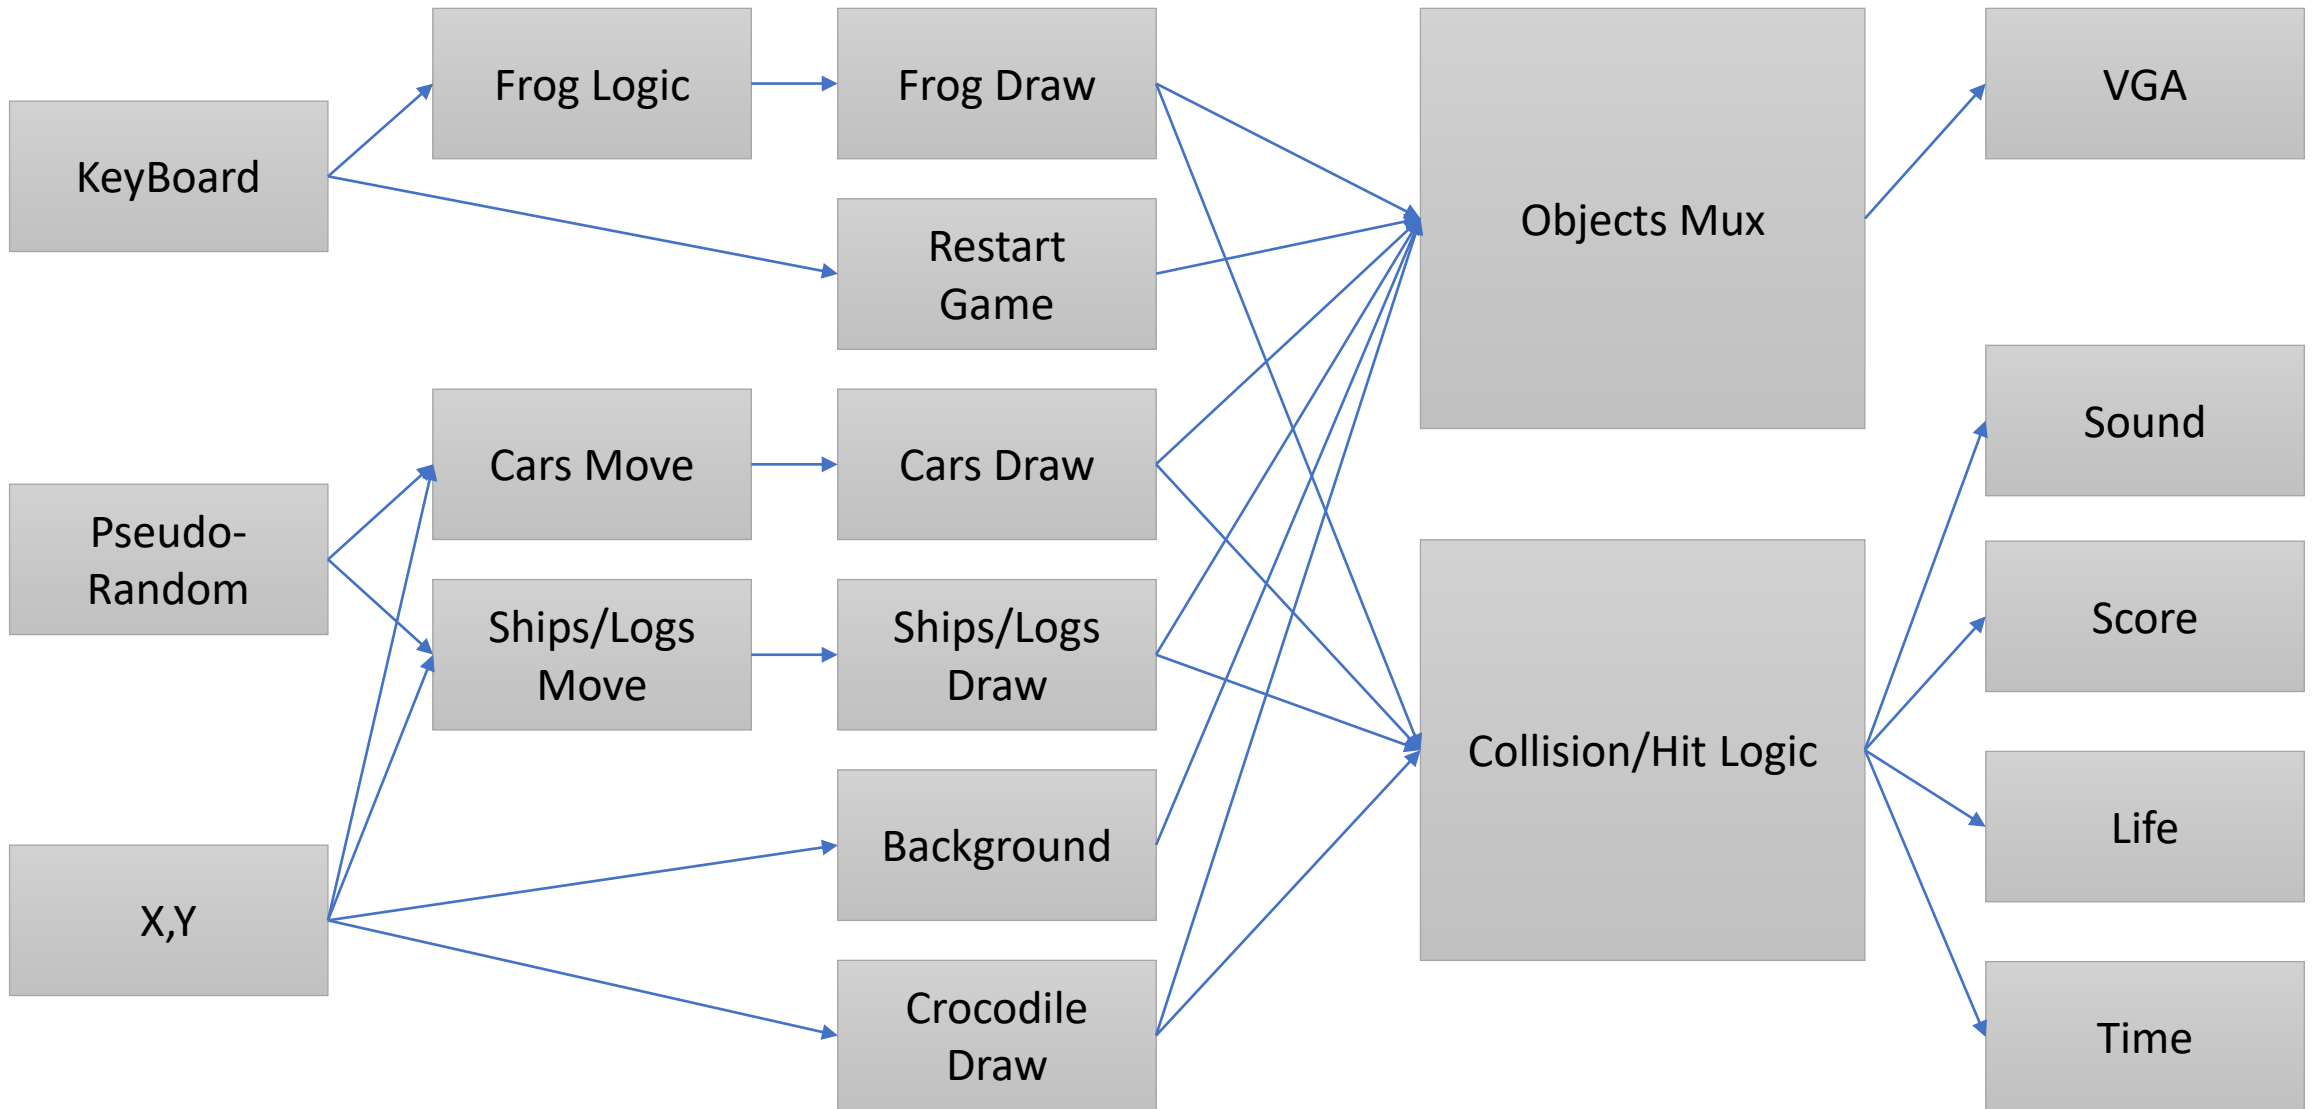 KeyBoard
Pseudo-
Random
X,Y
Frog Logic
Cars Move
Ships/Logs
Move
Frog Draw
Restart
Game
Cars Draw
Ships/Logs
Draw
Background
Crocodile
Draw
Objects Mux
Collision/Hit Logic
VGA
Sound
Score
Life
Time